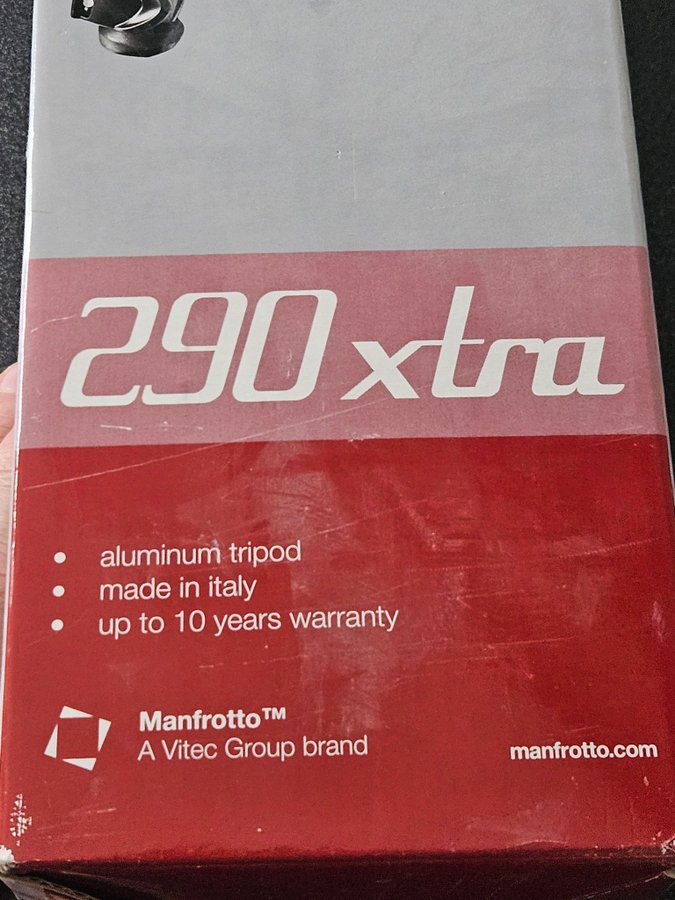 290 xtra
• aluminum tripod
• made in italy
• up to 10 years warranty
Manfrotto™
A Vitec Group brand
manfrotto.com